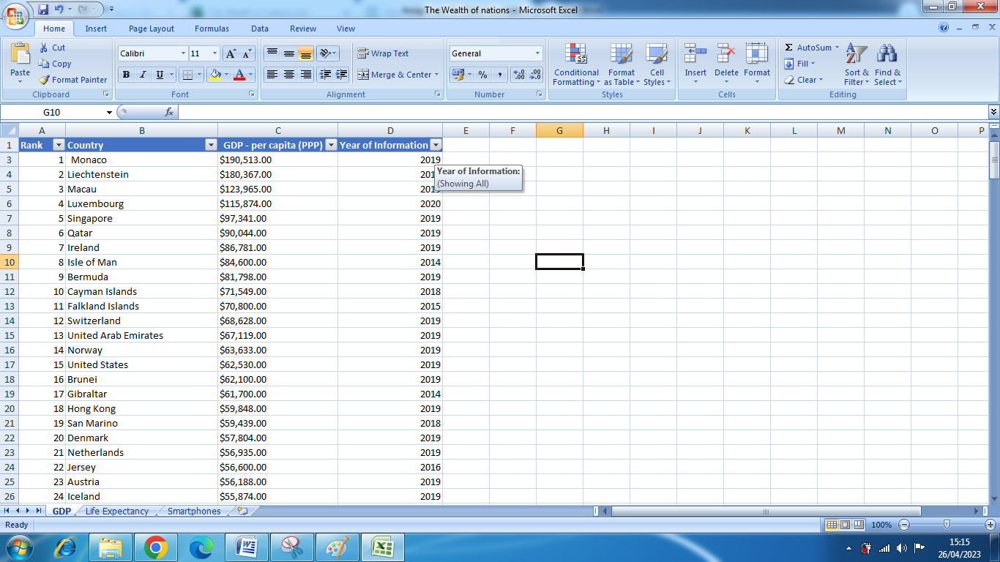 The Wealth of nations - Microsoft Excel
Home Insert Page Layout Formulas Data Review View
Paste
Cut
Copy
Format Painter
Clipboard
Calibri 11 A A
B I U A
Font
Wrap Text
Merge & Center
Alignment
General
% , .00 .0
Number
Conditional Formatting
Format as Table
Cell Styles
Styles
Insert Delete Format
Cells
Σ AutoSum
Fill
Clear
Sort & Filter
Find & Select
Editing
G10 fx
A B C D E F G H I J K L M N O P
1 Rank Country GDP - per capita (PPP) Year of Information
3 1 Monaco $190,513.00 2019
4 2 Liechtenstein $180,367.00
5 3 Macau $123,965.00
6 4 Luxembourg $115,874.00 2020
7 5 Singapore $97,341.00 2019
8 6 Qatar $90,044.00 2019
9 7 Ireland $86,781.00 2019
10 8 Isle of Man $84,600.00 2014
11 9 Bermuda $81,798.00 2019
12 10 Cayman Islands $71,549.00 2018
13 11 Falkland Islands $70,800.00 2015
14 12 Switzerland $68,628.00 2019
15 13 United Arab Emirates $67,119.00 2019
16 14 Norway $63,633.00 2019
17 15 United States $62,530.00 2019
18 16 Brunei $62,100.00 2019
19 17 Gibraltar $61,700.00 2014
20 18 Hong Kong $59,848.00 2019
21 19 San Marino $59,439.00 2018
22 20 Denmark $57,804.00 2019
23 21 Netherlands $56,935.00 2019
24 22 Jersey $56,600.00 2016
25 23 Austria $56,188.00 2019
26 24 Iceland $55,874.00 2019
Year of Information:
(Showing All)
GDP Life Expectancy Smartphones
Ready 100%
15:15
26/04/2023